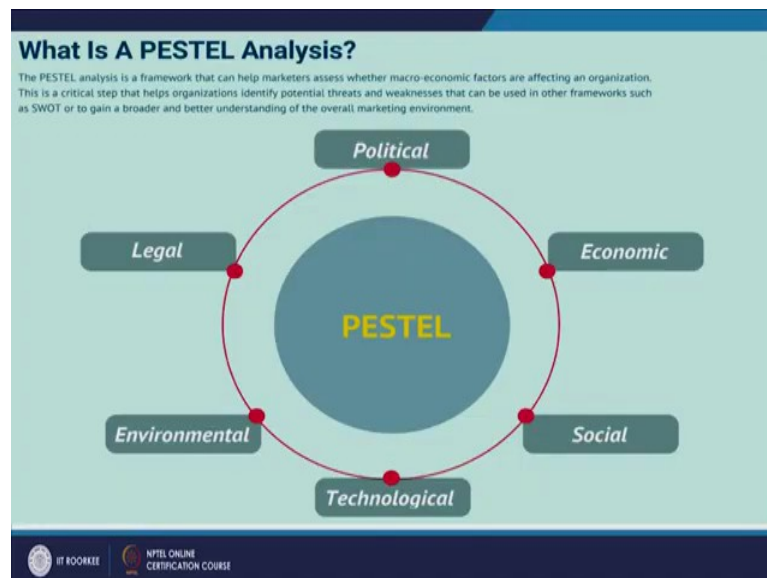 What Is A PESTEL Analysis?
The PESTEL analysis is a framework that can help marketers assess whether macro-economic factors are affecting an organization.
This is a critical step that helps organizations identify potential threats and weaknesses that can be used in other frameworks such
as SWOT or to gain a broader and better understanding of the overall marketing environment.
Political
Legal
Economic
PESTEL
Environmental
Social
Technological
IIT ROORKEE
NPTEL ONLINE
CERTIFICATION COURSE